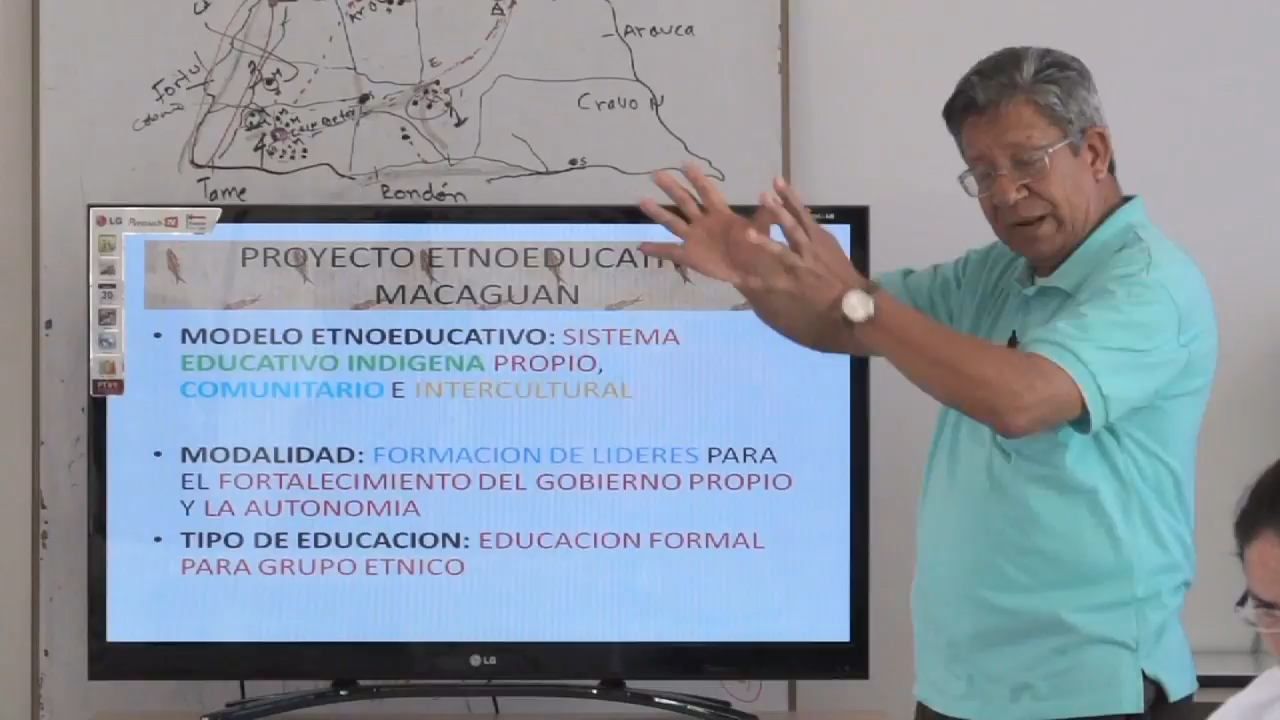 Arauca
Fortul
Cravo N
Tame
Rondón
LG
PROYECTO ETNOEDUCATI
MACAGUAN
• MODELO ETNOEDUCATIVO: SISTEMA
EDUCATIVO INDIGENA PROPIO,
COMUNITARIO E INTERCULTURAL
• MODALIDAD: FORMACION DE LIDERES PARA
EL FORTALECIMIENTO DEL GOBIERNO PROPIO
Y LA AUTONOMIA
• TIPO DE EDUCACION: EDUCACION FORMAL
PARA GRUPO ETNICO
LG